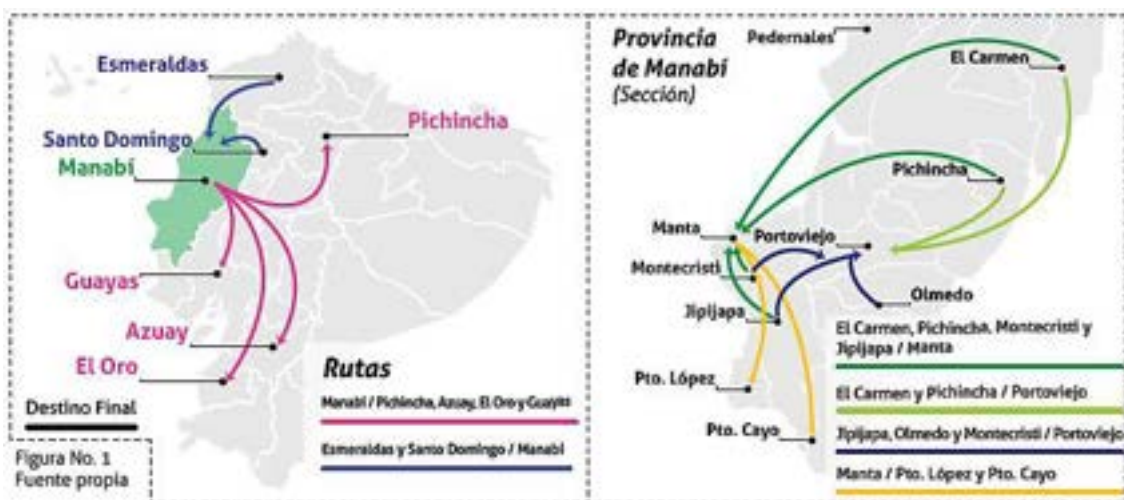 Esmeraldas
Santo Domingo
Manabí
Pichincha
Guayas
Azuay
El Oro
Destino Final
Figura No. 1
Fuente propia
Rutas
Manabí / Pichincha, Azuay, El Oro y Guayas
Esmeraldas y Santo Domingo / Manabí
Provincia
de Manabí
(Sección)
Pedernales
El Carmen
Pichincha
Manta
Portoviejo
Montecristi
Jipijapa
Olmedo
Pto. López
Pto. Cayo
El Carmen, Pichincha, Montecristi y
Jipijapa / Manta
El Carmen y Pichincha / Portoviejo
Jipijapa, Olmedo y Montecristi / Portoviejo
Manta / Pto. López y Pto. Cayo